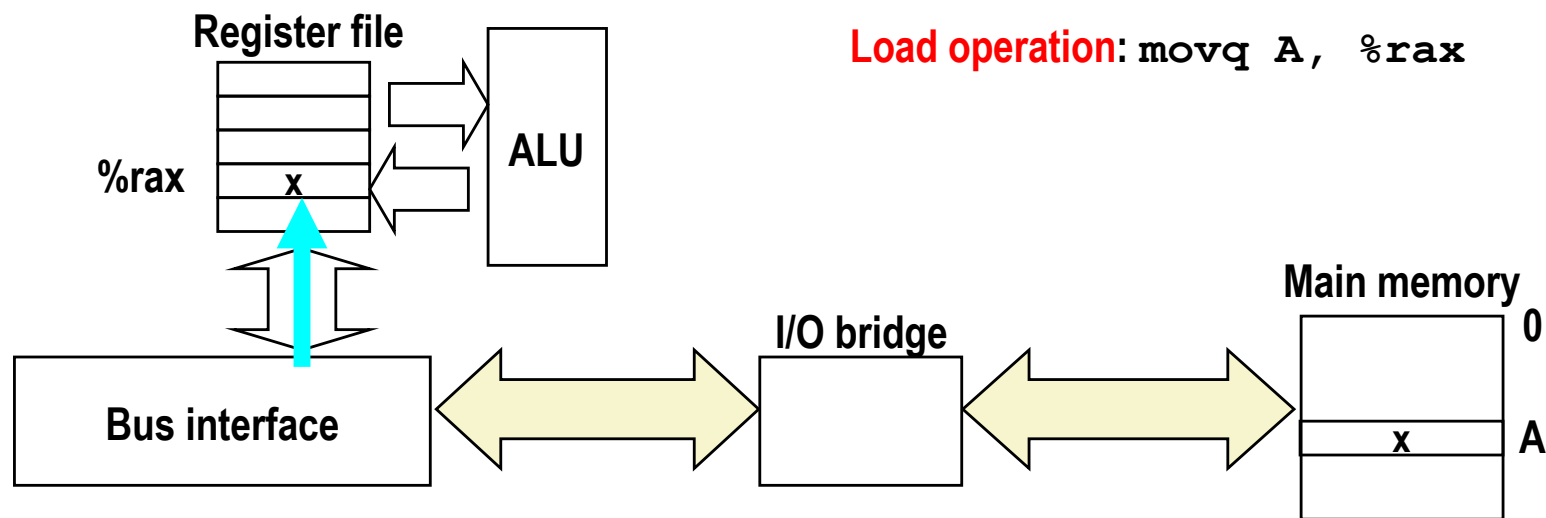 Register file
Load operation: movq A, %rax
ALU
%rax
x
Main memory
0
I/O bridge
Bus interface
x
A